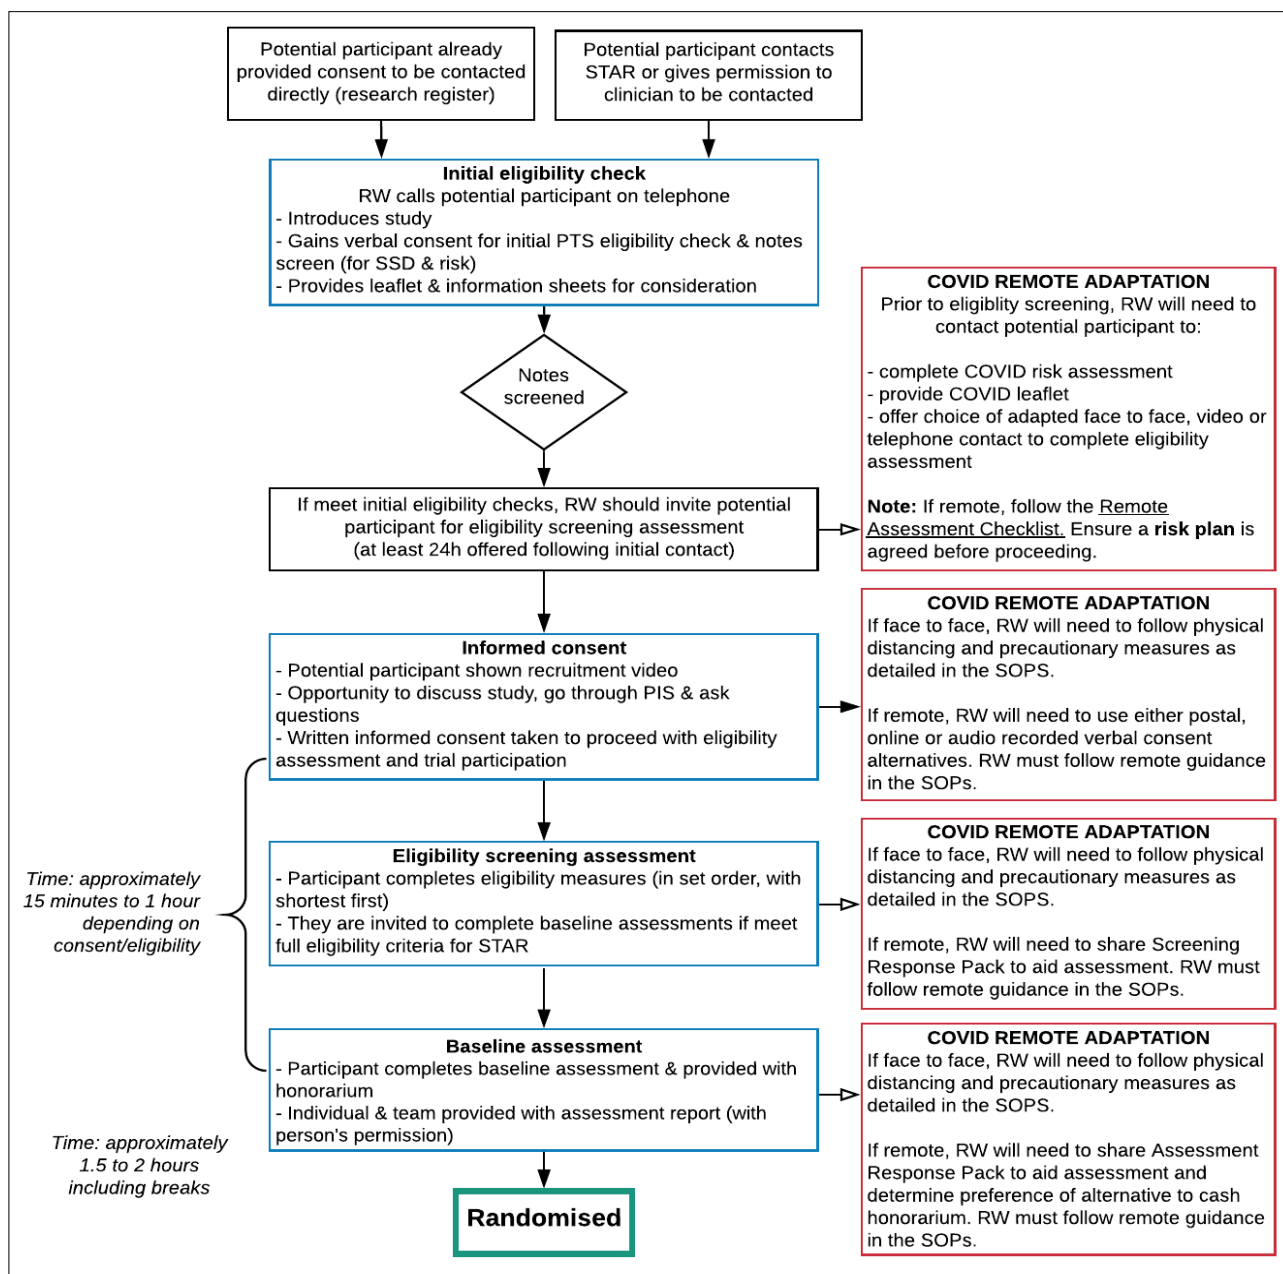 Potential participant already
provided consent to be contacted
directly (research register)
Potential participant contacts
STAR or gives permission to
clinician to be contacted
Initial eligibility check
RW calls potential participant on telephone
- Introduces study
- Gains verbal consent for initial PTS eligibility check & notes
screen (for SSD & risk)
- Provides leaflet & information sheets for consideration
Notes
screened
If meet initial eligibility checks, RW should invite potential
participant for eligibility screening assessment
(at least 24h offered following initial contact)
COVID REMOTE ADAPTATION
Prior to eligiblity screening, RW will need to
contact potential participant to:
- complete COVID risk assessment
- provide COVID leaflet
- offer choice of adapted face to face, video or
telephone contact to complete eligibility
assessment
Note: If remote, follow the Remote
Assessment Checklist. Ensure a risk plan is
agreed before proceeding.
Informed consent
- Potential participant shown recruitment video
- Opportunity to discuss study, go through PIS & ask
questions
- Written informed consent taken to proceed with eligibility
assessment and trial participation
COVID REMOTE ADAPTATION
If face to face, RW will need to follow physical
distancing and precautionary measures as
detailed in the SOPS.
If remote, RW will need to use either postal,
online or audio recorded verbal consent
alternatives. RW must follow remote guidance
in the SOPs.
Time: approximately
15 minutes to 1 hour
depending on
consent/eligibility
Eligibility screening assessment
- Participant completes eligibility measures (in set order, with
shortest first)
- They are invited to complete baseline assessments if meet
full eligibility criteria for STAR
COVID REMOTE ADAPTATION
If face to face, RW will need to follow physical
distancing and precautionary measures as
detailed in the SOPS.
If remote, RW will need to share Screening
Response Pack to aid assessment. RW must
follow remote guidance in the SOPs.
Time: approximately
1.5 to 2 hours
including breaks
Baseline assessment
- Participant completes baseline assessment & provided with
honorarium
- Individual & team provided with assessment report (with
person's permission)
COVID REMOTE ADAPTATION
If face to face, RW will need to follow physical
distancing and precautionary measures as
detailed in the SOPS.
If remote, RW will need to share Assessment
Response Pack to aid assessment and
determine preference of alternative to cash
honorarium. RW must follow remote guidance
in the SOPs.
Randomised